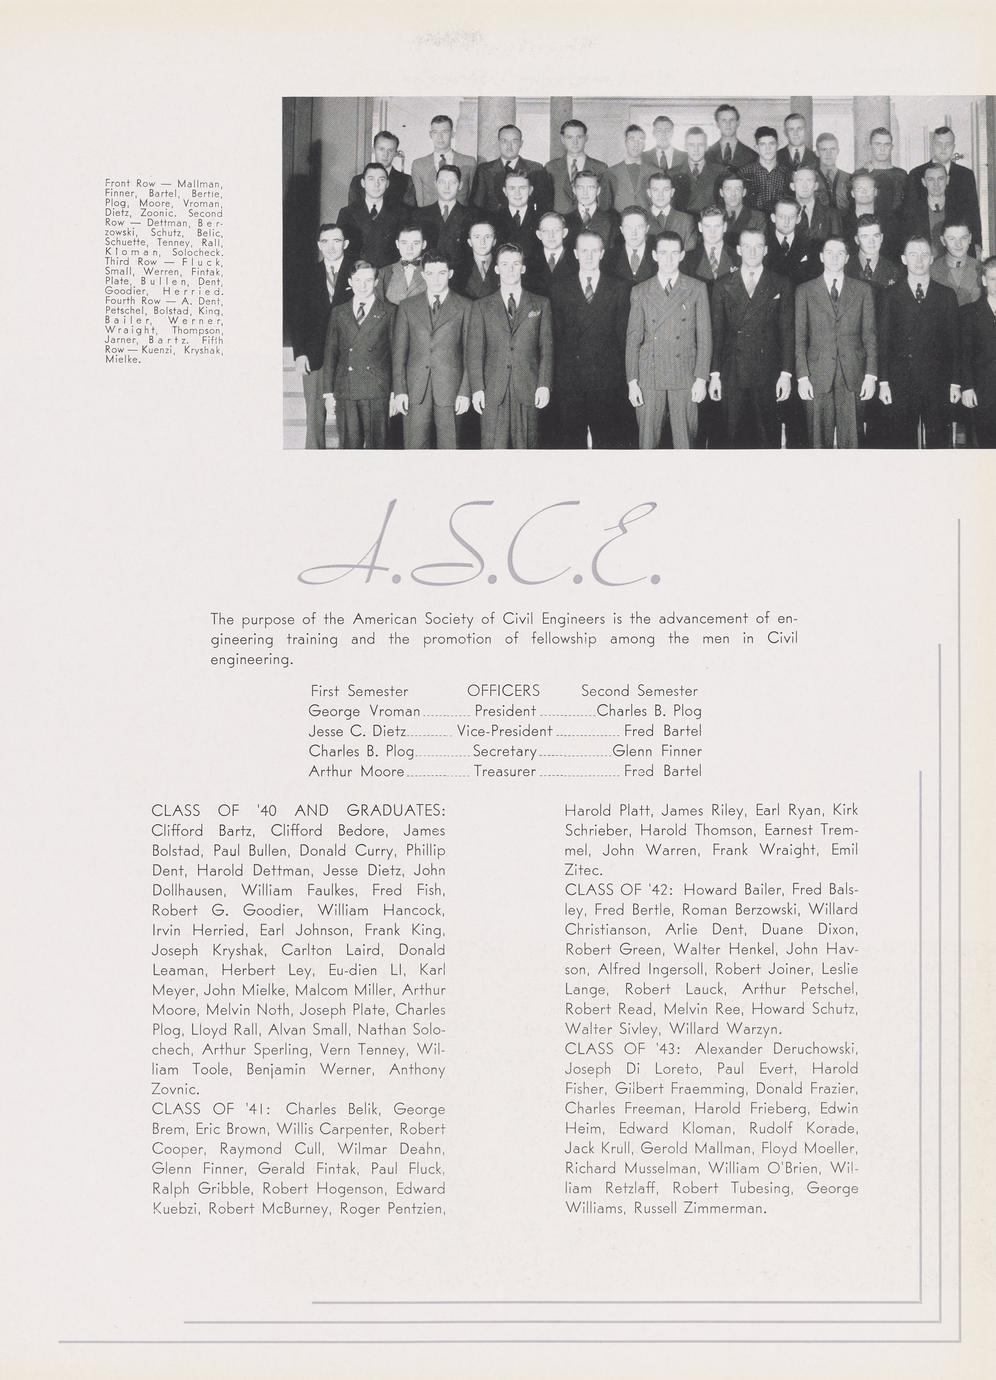 Front Row — Mallman,
Finner, Bartel, Bertle,
Plog, Moore, Vroman,
Dietz, Zoonic. Second
Row — Dettman, Ber-
zowski, Schutz, Belic,
Schuette, Tenney, Rall,
Kloman, Solocheck.
Third Row — Fluck,
Small, Werren, Fintak,
Plate, Bullen, Dent,
Goodier, Herried.
Fourth Row — A. Dent,
Petschel, Bolstad, King,
Bailer, Werner,
Wraight, Thompson,
Jarner, Bartz. Fifth
Row — Kuenzi, Kryshak,
Mielke.
A.S.C.E.
The purpose of the American Society of Civil Engineers is the advancement of en-
gineering training and the promotion of fellowship among the men in Civil
engineering.
First Semester OFFICERS Second Semester
George Vroman............ President ..............Charles B. Plog
Jesse C. Dietz............ Vice-President ................ Fred Bartel
Charles B. Plog.............. Secretary...................Glenn Finner
Arthur Moore................ Treasurer .................... Fred Bartel
CLASS OF '40 AND GRADUATES:
Clifford Bartz, Clifford Bedore, James
Bolstad, Paul Bullen, Donald Curry, Phillip
Dent, Harold Dettman, Jesse Dietz, John
Dollhausen, William Faulkes, Fred Fish,
Robert G. Goodier, William Hancock,
Irvin Herried, Earl Johnson, Frank King,
Joseph Kryshak, Carlton Laird, Donald
Leaman, Herbert Ley, Eu-dien LI, Karl
Meyer, John Mielke, Malcom Miller, Arthur
Moore, Melvin Noth, Joseph Plate, Charles
Plog, Lloyd Rall, Alvan Small, Nathan Solo-
chech, Arthur Sperling, Vern Tenney, Wil-
liam Toole, Benjamin Werner, Anthony
Zovnic.
CLASS OF '41: Charles Belik, George
Brem, Eric Brown, Willis Carpenter, Robert
Cooper, Raymond Cull, Wilmar Deahn,
Glenn Finner, Gerald Fintak, Paul Fluck,
Ralph Gribble, Robert Hogenson, Edward
Kuebzi, Robert McBurney, Roger Pentzien,
Harold Platt, James Riley, Earl Ryan, Kirk
Schrieber, Harold Thomson, Earnest Trem-
mel, John Warren, Frank Wraight, Emil
Zitec.
CLASS OF '42: Howard Bailer, Fred Bals-
ley, Fred Bertle, Roman Berzowski, Willard
Christianson, Arlie Dent, Duane Dixon,
Robert Green, Walter Henkel, John Hav-
son, Alfred Ingersoll, Robert Joiner, Leslie
Lange, Robert Lauck, Arthur Petschel,
Robert Read, Melvin Ree, Howard Schutz,
Walter Sivley, Willard Warzyn.
CLASS OF '43: Alexander Deruchowski,
Joseph Di Loreto, Paul Evert, Harold
Fisher, Gilbert Fraemming, Donald Frazier,
Charles Freeman, Harold Frieberg, Edwin
Heim, Edward Kloman, Rudolf Korade,
Jack Krull, Gerold Mallman, Floyd Moeller,
Richard Musselman, William O'Brien, Wil-
liam Retzlaff, Robert Tubesing, George
Williams, Russell Zimmerman.